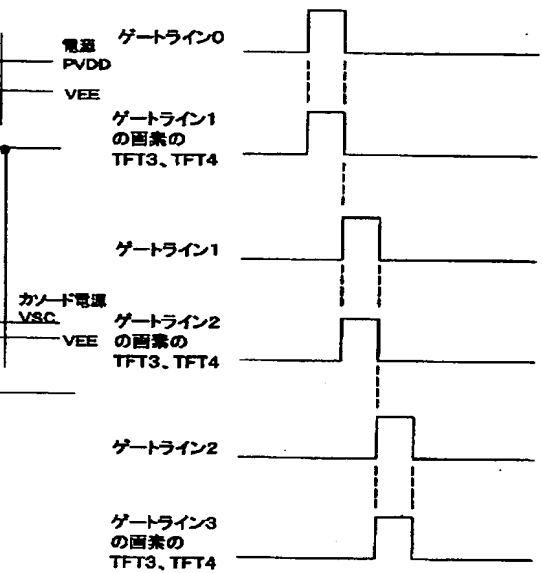 電源
PVDD
VEE
カソード電源
VSC
VEE
ゲートライン0
ゲートライン1
の画素の
TFT3、TFT4
ゲートライン1
ゲートライン2
の画素の
TFT3、TFT4
ゲートライン2
ゲートライン3
の画素の
TFT3、TFT4